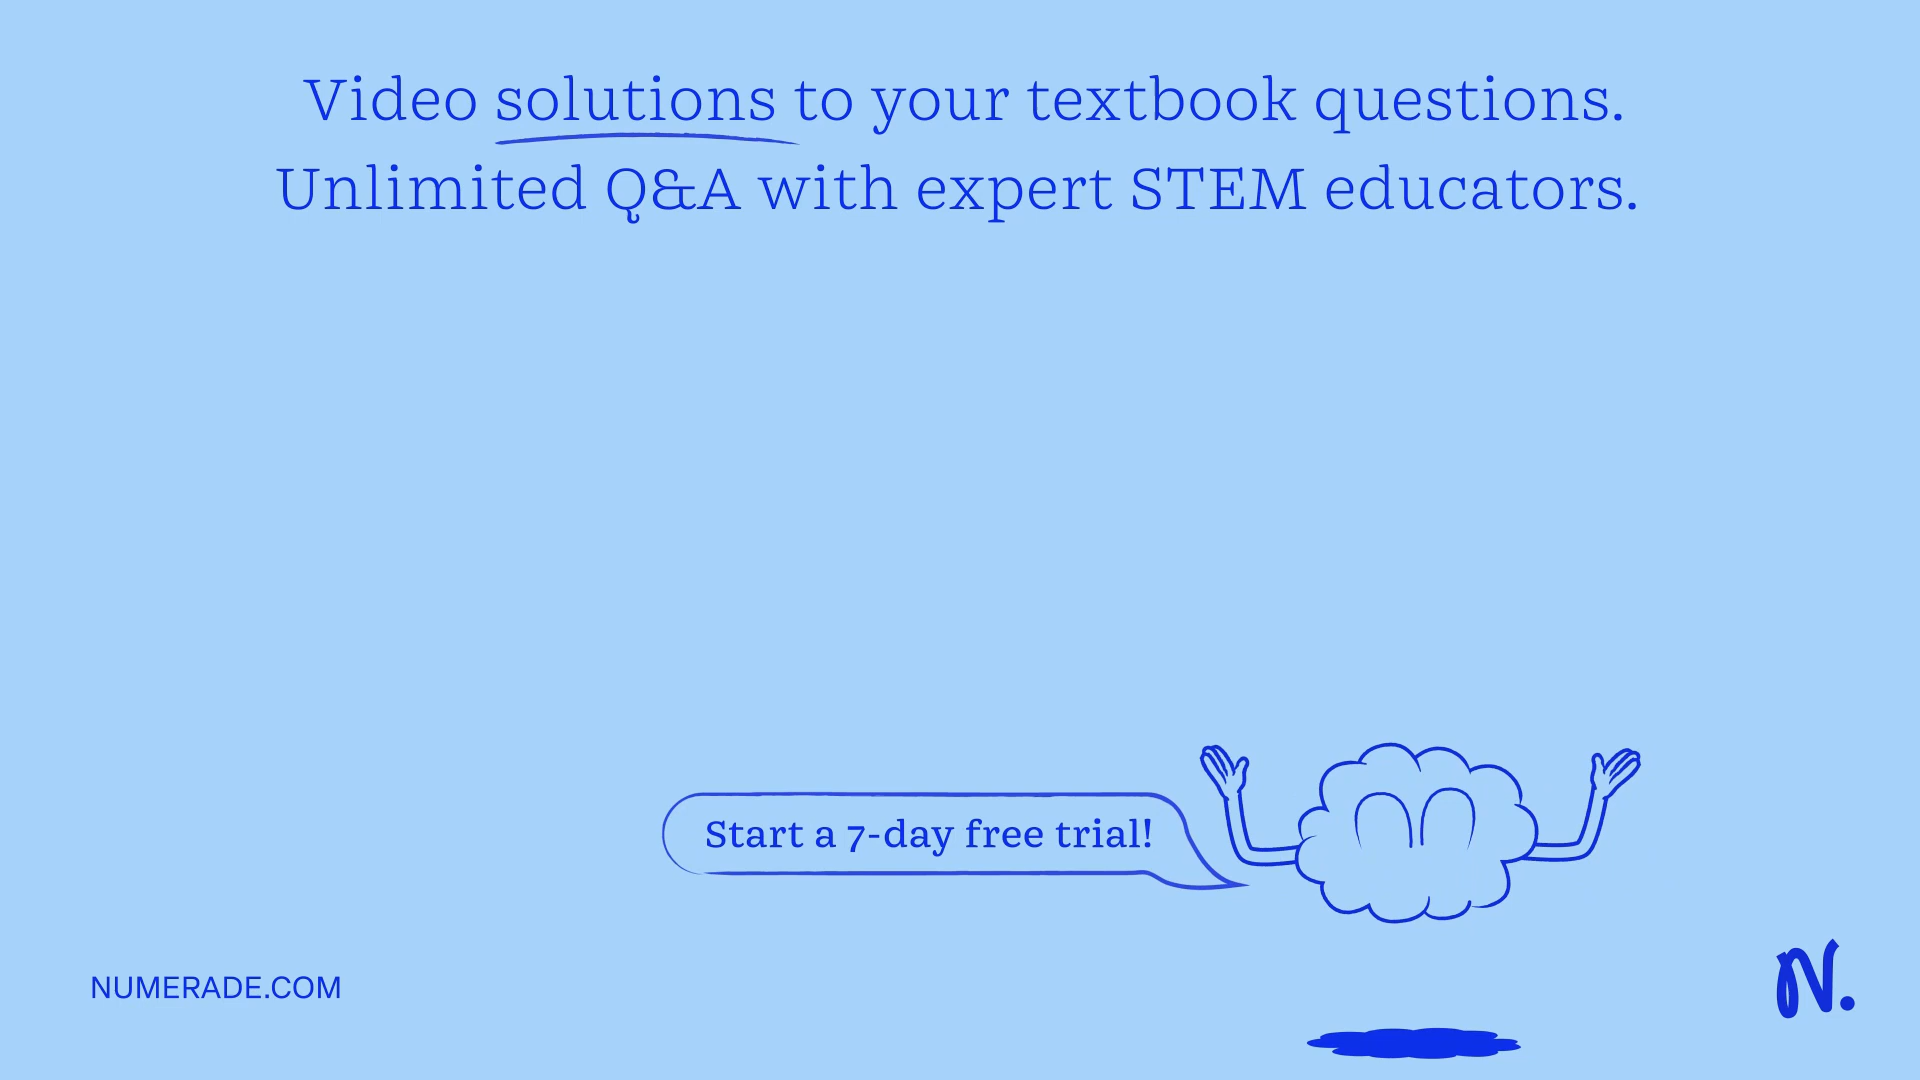 Video solutions to your textbook questions.
Unlimited Q&A with expert STEM educators.
Start a 7-day free trial!
NUMERADE.COM
N.